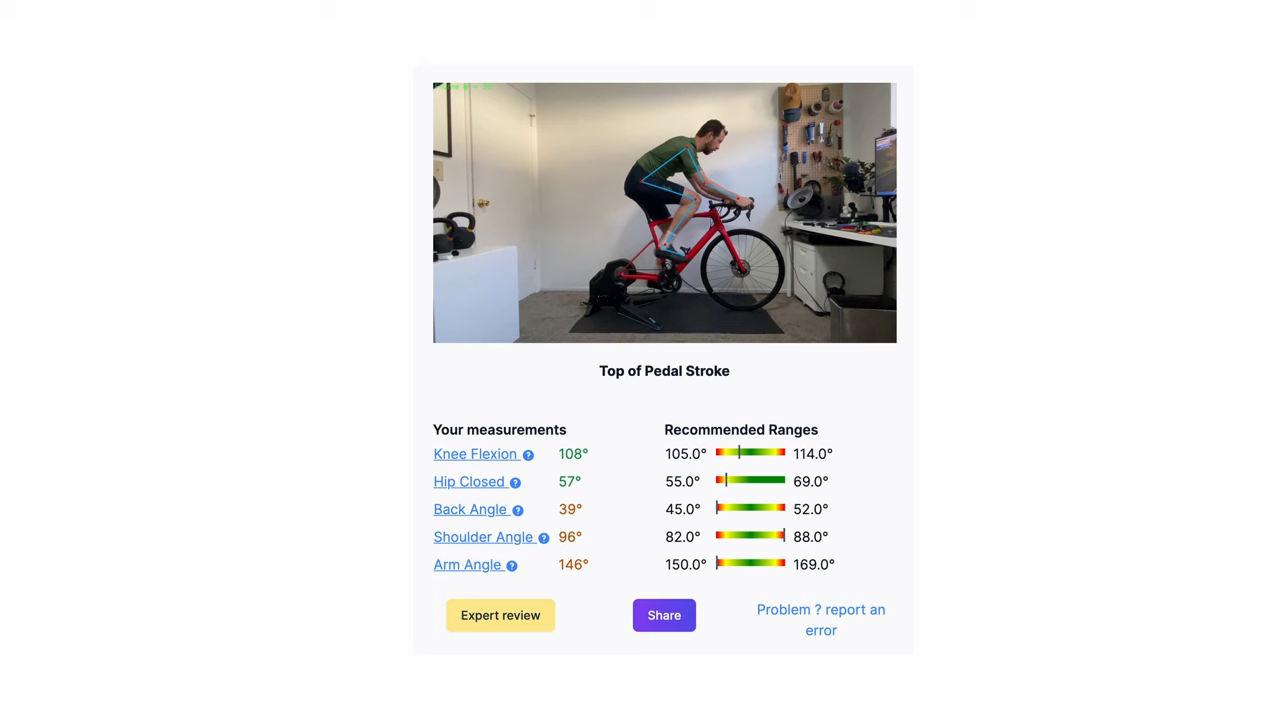 Top of Pedal Stroke
Your measurements Recommended Ranges
Knee Flexion ? 108° 105.0° 114.0°
Hip Closed ? 57° 55.0° 69.0°
Back Angle ? 39° 45.0° 52.0°
Shoulder Angle ? 96° 82.0° 88.0°
Arm Angle ? 146° 150.0° 169.0°
Expert review Share Problem ? report an
error